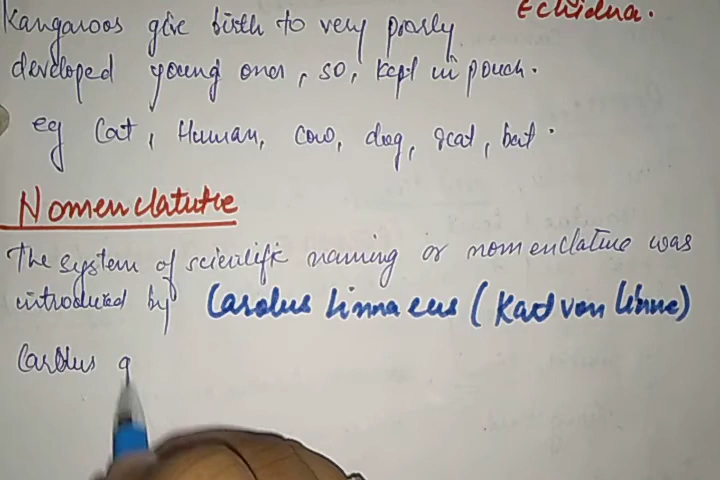 Echidna.
Kangaroos give birth to very poorly
developed young ones, so, kept in pouch.
eg Cat, Human, cow, dog, goat, bat.
Nomenclature
The system of scientific naming or nomenclature was
introduced by Carolus Linnaeus (Karl von Linne)
Carolus